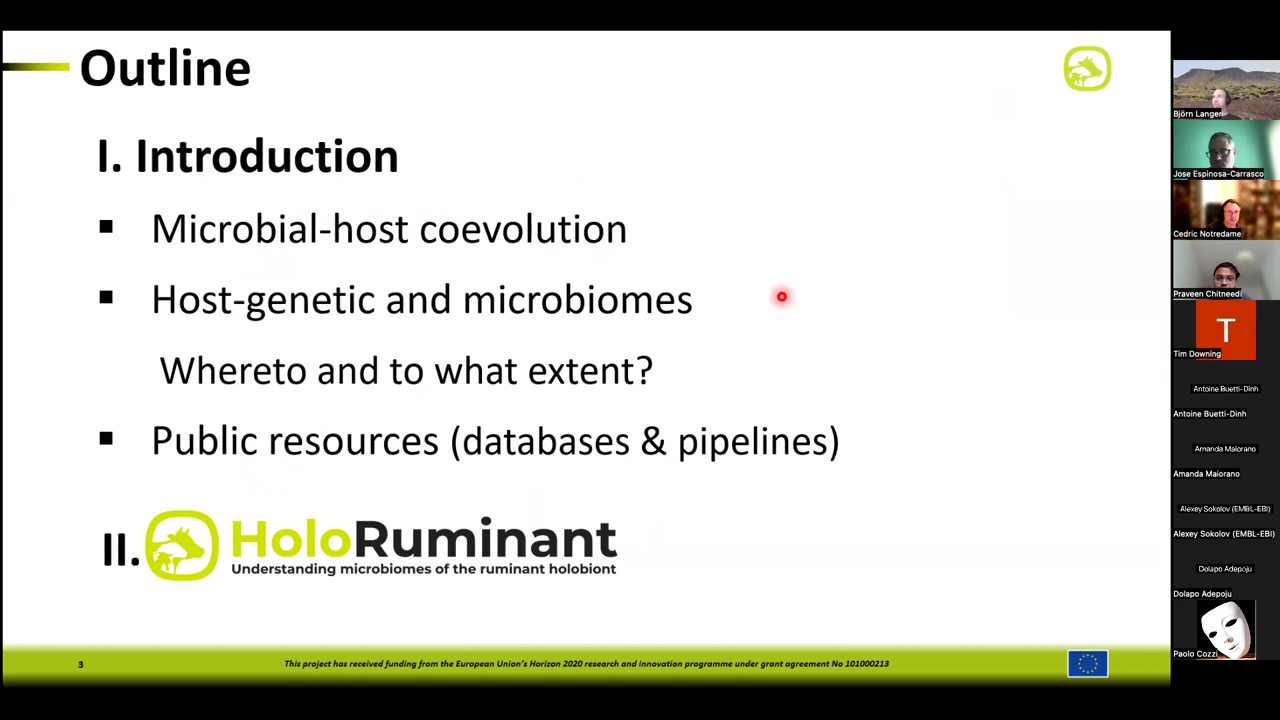 Outline
I. Introduction
▪ Microbial-host coevolution
▪ Host-genetic and microbiomes
Whereto and to what extent?
▪ Public resources (databases & pipelines)
II. HoloRuminant
Understanding microbiomes of the ruminant holobiont
3
This project has received funding from the European Union's Horizon 2020 research and innovation programme under grant agreement No 101000213
Björn Langer
Jose Espinosa-Carrasco
Cedric Notredame
Praveen Chitneedi
T
Tim Downing
Antoine Buetti-Dinh
Antoine Buetti-Dinh
Amanda Maiorano
Amanda Maiorano
Alexey Sokolov (EMBL-EBI)
Alexey Sokolov (EMBL-EBI)
Dolapo Adepoju
Dolapo Adepoju
Paolo Cozzi